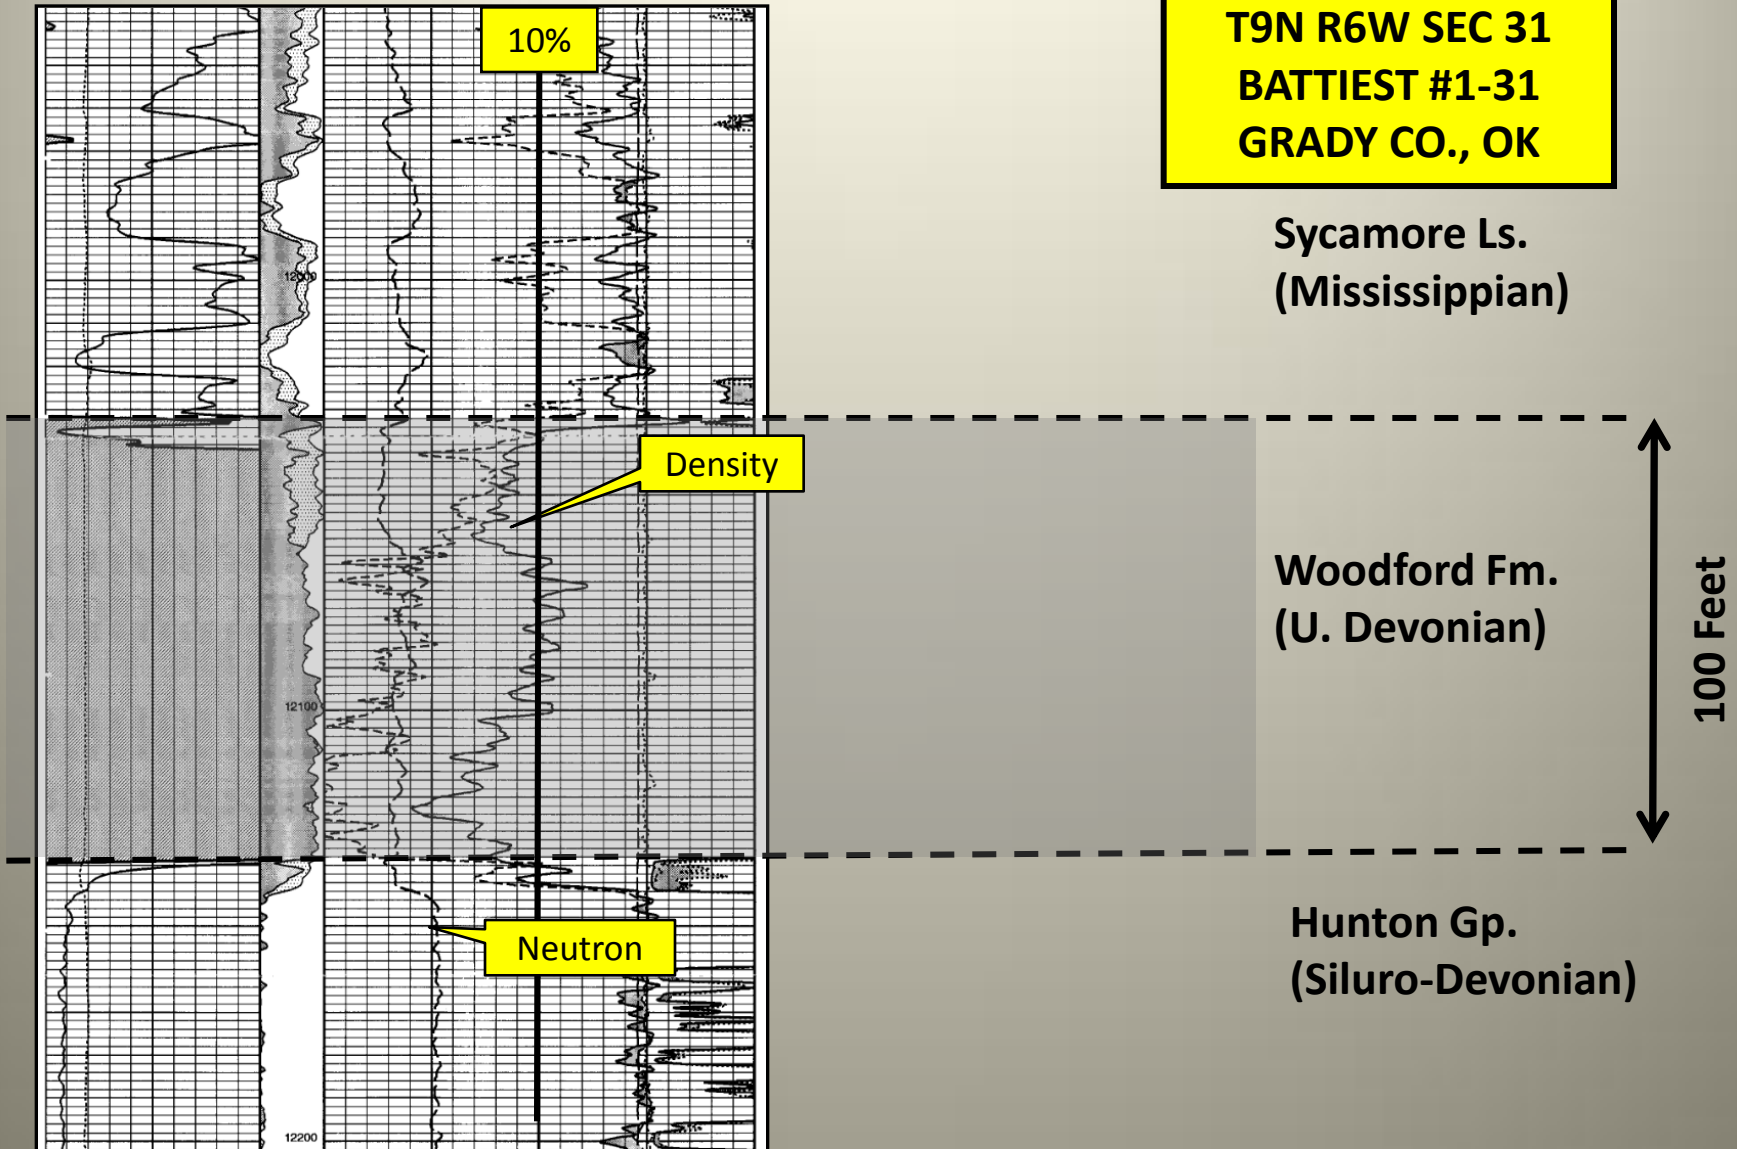 10%
T9N R6W SEC 31
BATTIEST #1-31
GRADY CO., OK
Sycamore Ls.
(Mississippian)
12000
Density
Woodford Fm.
(U. Devonian)
100 Feet
12100
Neutron
Hunton Gp.
(Siluro-Devonian)
12200